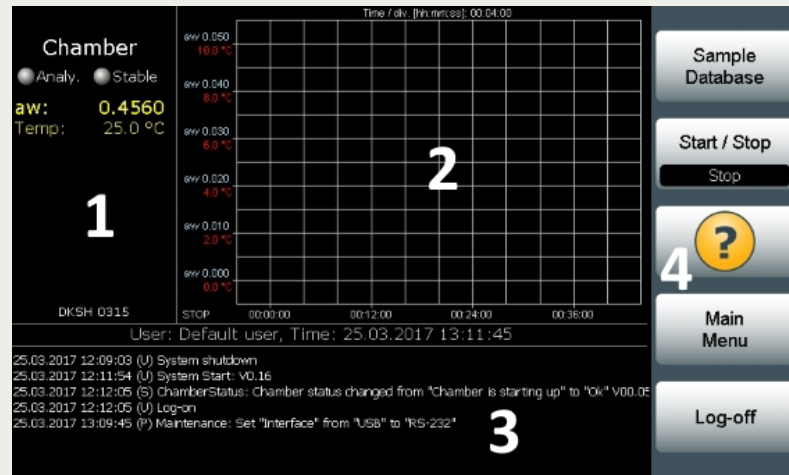 Chamber
Analy. Stable
aw: 0.4560
Temp: 25.0 °C
1
DKSH 0315
Time / div. [hh:mm:ss]: 00:04:00
aw 0.050
10,0 °C
aw 0.040
8,0 °C
aw 0.030
6,0 °C
aw 0.020
4,0 °C
aw 0.010
2,0 °C
aw 0.000
0,0 °C
2
STOP 00:00:00 00:12:00 00:24:00 00:36:00
User: Default user, Time: 25.03.2017 13:11:45
25.03.2017 12:09:03 (U) System shutdown
25.03.2017 12:11:54 (U) System Start: V0.16
25.03.2017 12:12:05 (S) ChamberStatus: Chamber status changed from "Chamber is starting up" to "Ok" V00.05
25.03.2017 12:12:05 (U) Log-on
25.03.2017 13:09:45 (P) Maintenance: Set "Interface" from "USB" to "RS-232"
3
Sample
Database
Start / Stop
Stop
?
4
Main
Menu
Log-off